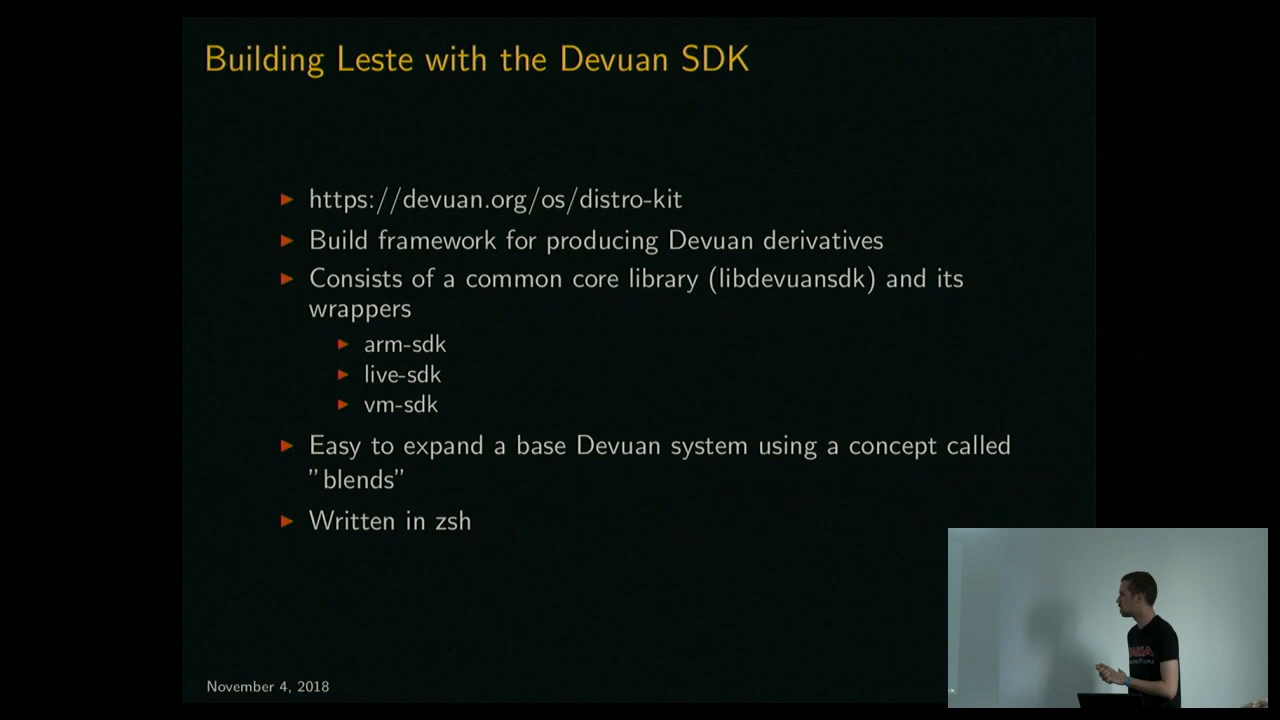 Building Leste with the Devuan SDK
https://devuan.org/os/distro-kit
Build framework for producing Devuan derivatives
Consists of a common core library (libdevuansdk) and its
wrappers
arm-sdk
live-sdk
vm-sdk
Easy to expand a base Devuan system using a concept called
”blends”
Written in zsh
November 4, 2018